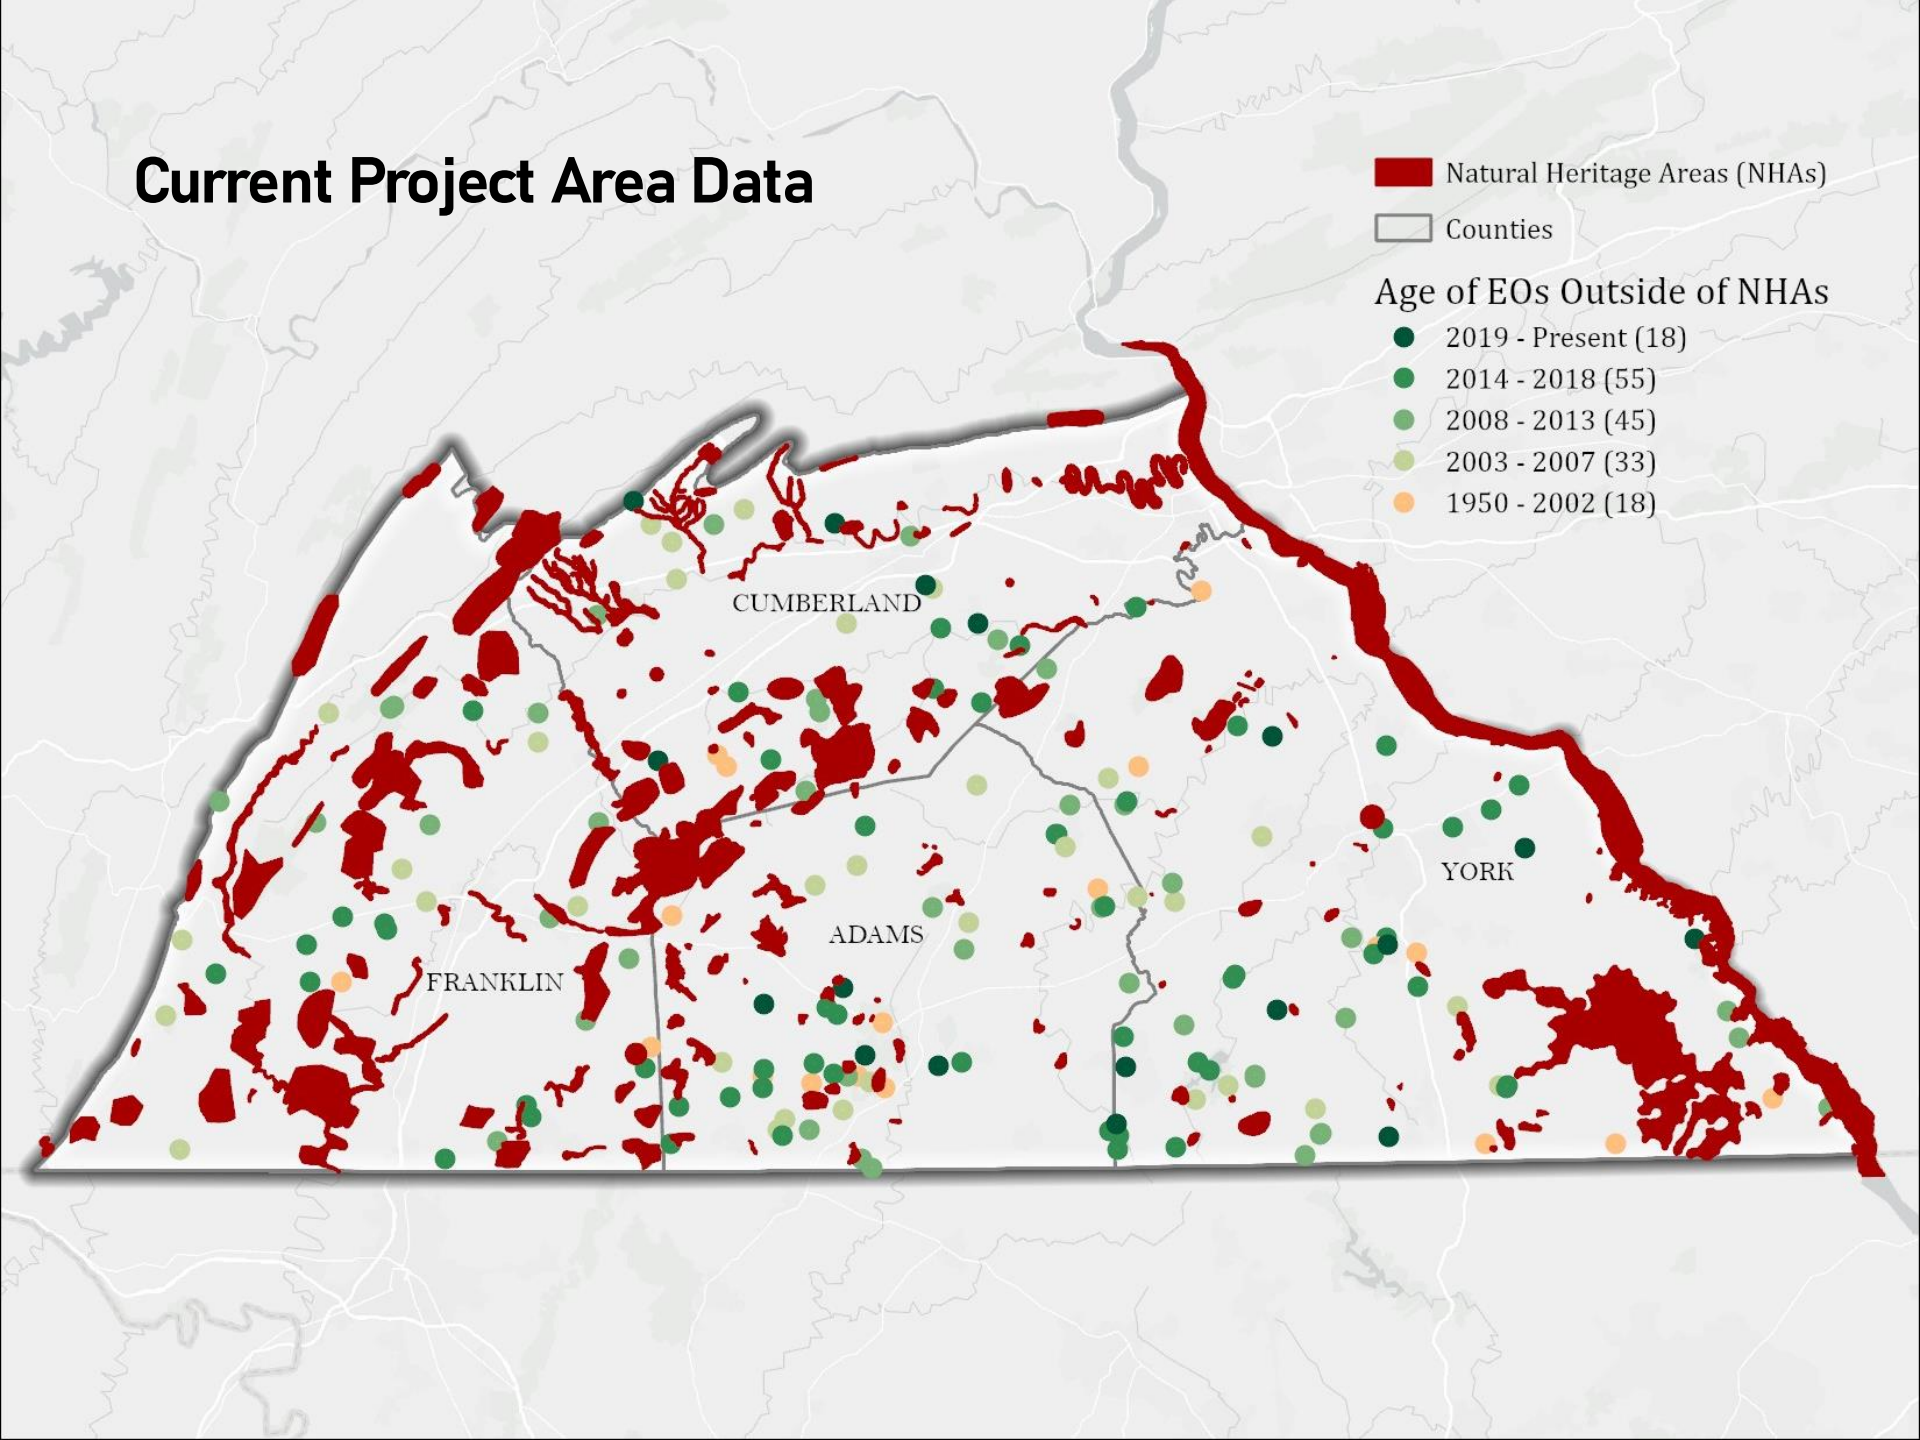 Current Project Area Data
Natural Heritage Areas (NHAs)
Counties
Age of EOs Outside of NHAs
2019 - Present (18)
2014 - 2018 (55)
2008 - 2013 (45)
2003 - 2007 (33)
1950 - 2002 (18)
CUMBERLAND
YORK
ADAMS
FRANKLIN